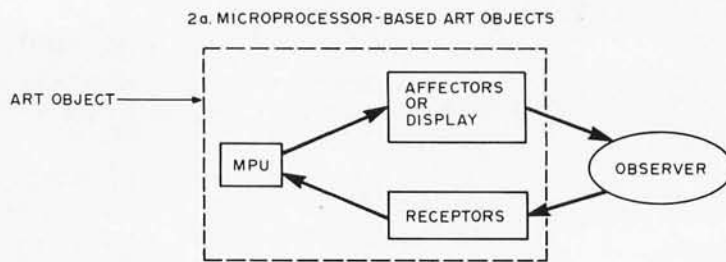 2a. MICROPROCESSOR-BASED ART OBJECTS
ART OBJECT
AFFECTORS
OR
DISPLAY
MPU
OBSERVER
RECEPTORS